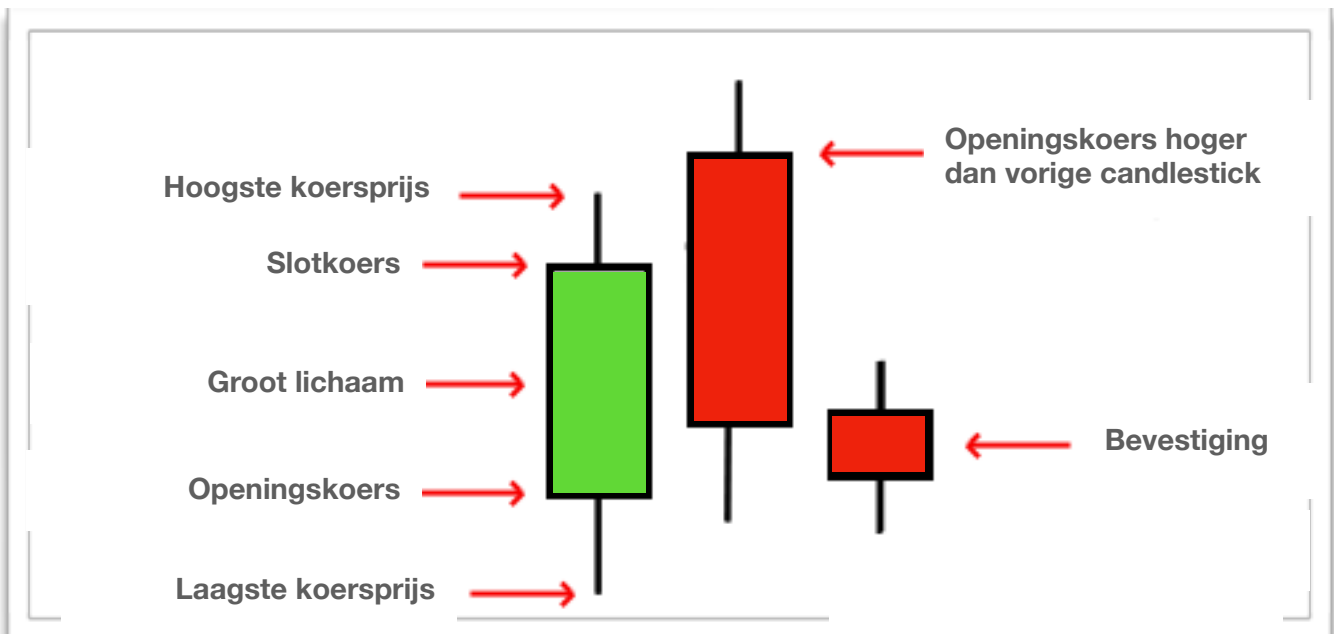 Openingskoers hoger
dan vorige candlestick
Hoogste koersprijs
Slotkoers
Groot lichaam
Bevestiging
Openingskoers
Laagste koersprijs